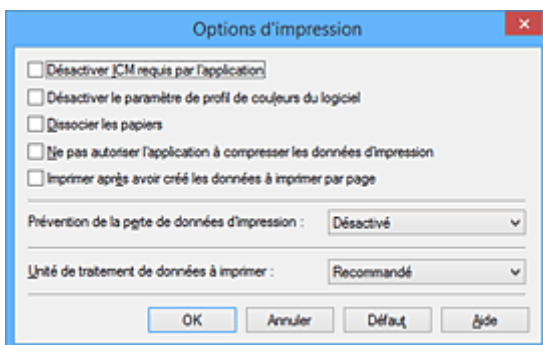 Options d'impression
Désactiver ICM requis par l'application
Désactiver le paramètre de profil de couleurs du logiciel
Dissocier les papiers
Ne pas autoriser l'application à compresser les données d'impression
Imprimer après avoir créé les données à imprimer par page
Prévention de la perte de données d'impression : Désactivé
Unité de traitement de données à imprimer : Recommandé
OK Annuler Défaut Aide